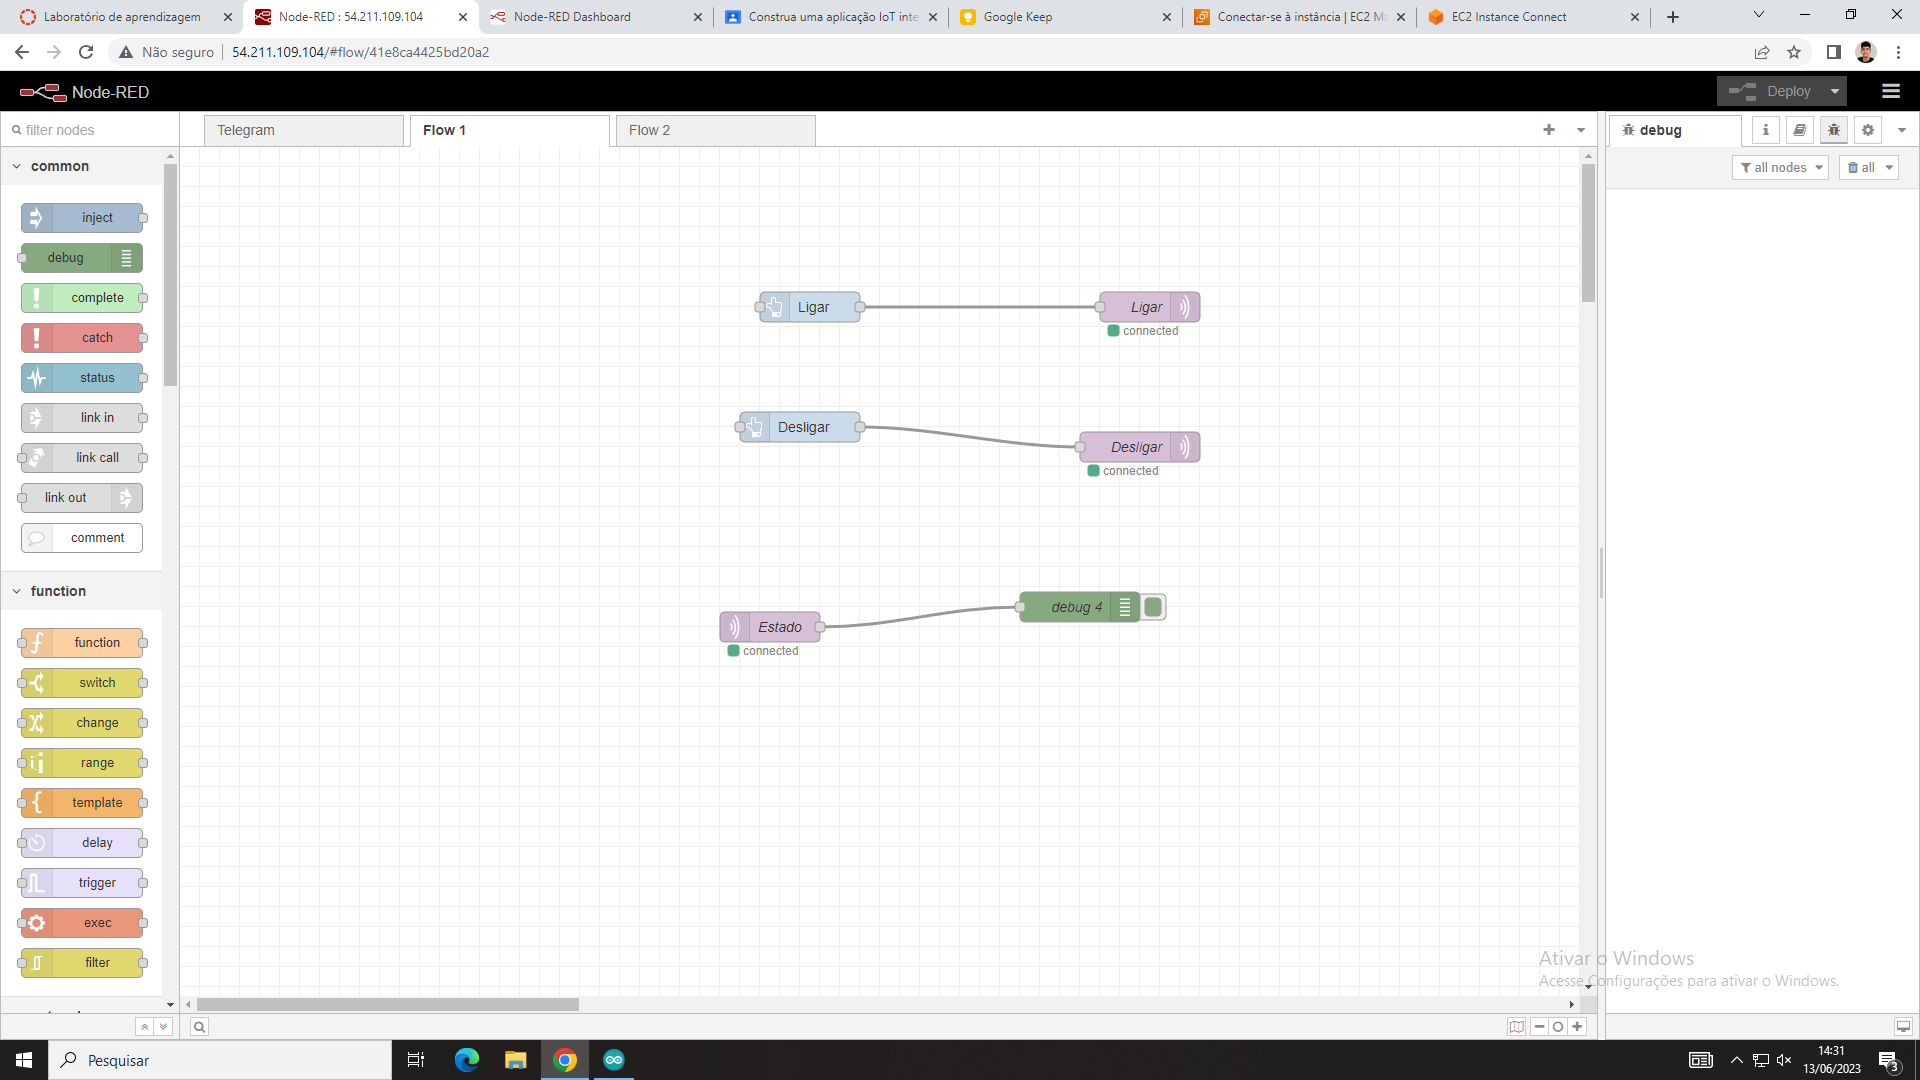 Laboratório de aprendizagem
Node-RED : 54.211.109.104
Node-RED Dashboard
Construa uma aplicação IoT inte
Google Keep
Conectar-se à instância | EC2 Ma
EC2 Instance Connect
Não seguro
54.211.109.104/#flow/41e8ca4425bd20a2
Node-RED
Deploy
filter nodes
Telegram
Flow 1
Flow 2
debug
i
all nodes
all
common
inject
debug
complete
catch
status
link in
link call
link out
comment
function
function
switch
change
range
template
delay
trigger
exec
filter
Ligar
Ligar
connected
Desligar
Desligar
connected
Estado
connected
debug 4
Ativar o Windows
Acesse Configurações para ativar o Windows.
Pesquisar
14:31
13/06/2023
3